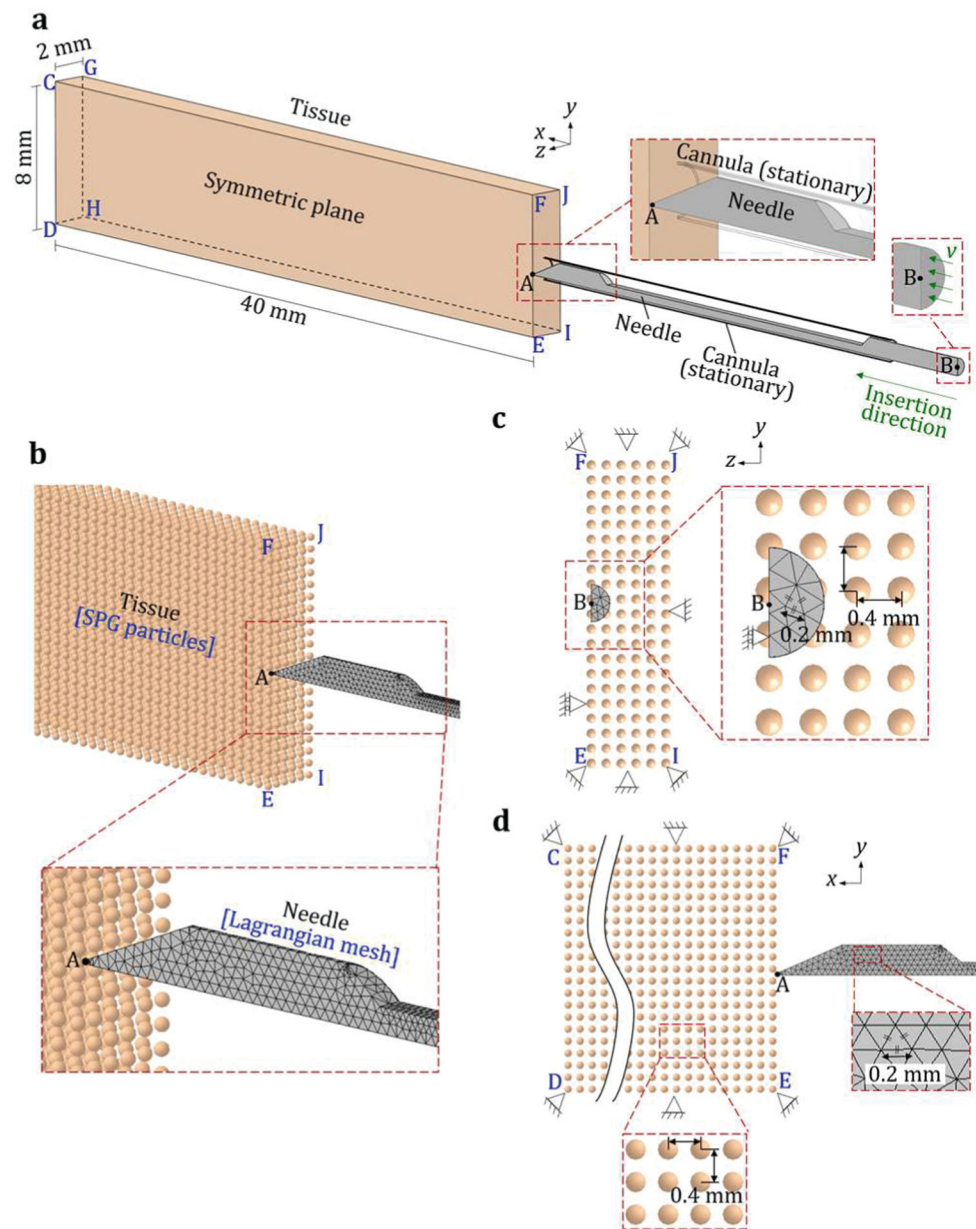 a
2 mm
G
C
Tissue
8 mm
y
x
z
Symmetric plane
H
D
J
F
A
40 mm
E
I
Cannula (stationary)
Needle
A
v
B
Needle
Cannula
(stationary)
B
Insertion
direction
b
J
F
Tissue
[SPG particles]
A
I
E
Needle
[Lagrangian mesh]
A
c
y
z
F
J
B
E
I
B
0.2 mm
0.4 mm
d
C
F
y
x
A
D
E
0.2 mm
0.4 mm